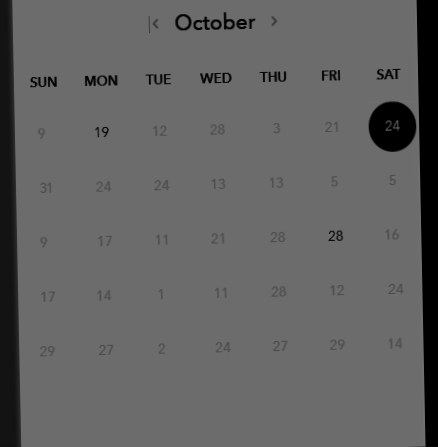 < October >
SUN MON TUE WED THU FRI SAT
9 19 12 28 3 21 24
31 24 24 13 13 5 5
9 17 11 21 28 28 16
17 14 1 11 28 12 24
29 27 2 24 27 29 14